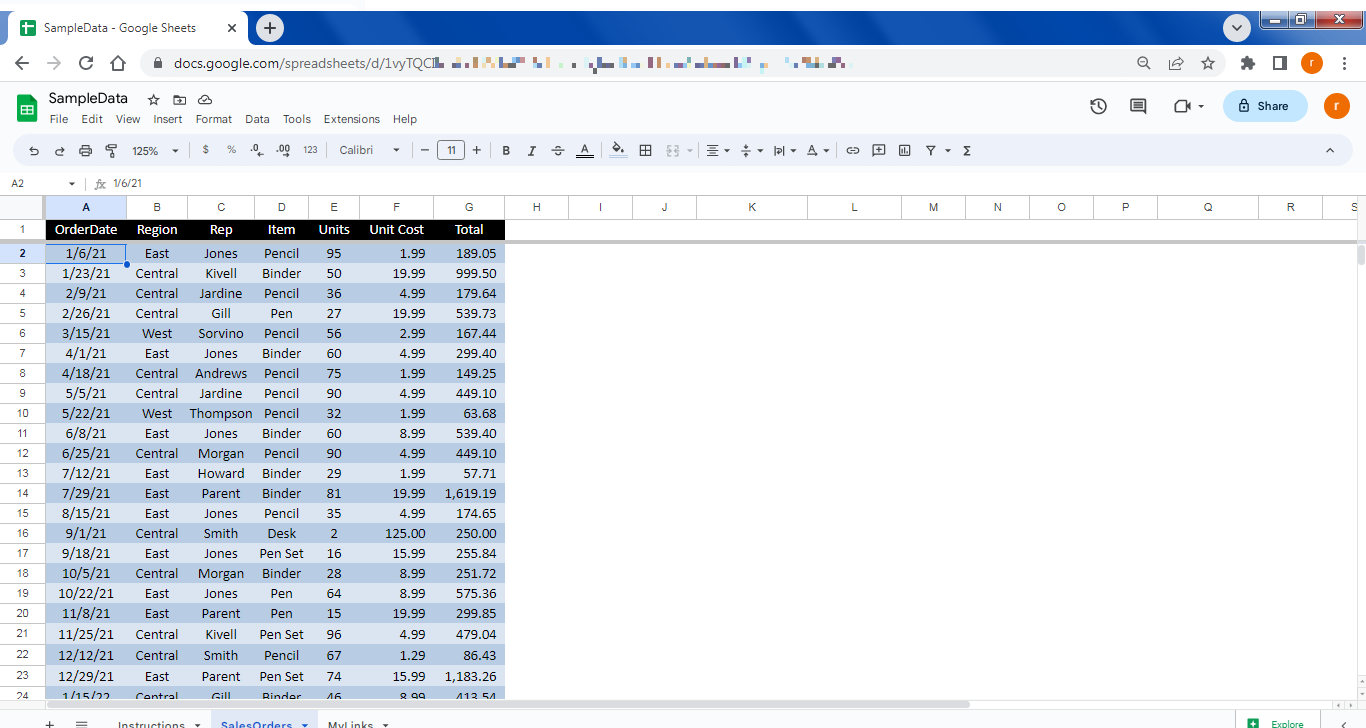 SampleData - Google Sheets
docs.google.com/spreadsheets/d/1vyTQC
r
SampleData
File Edit View Insert Format Data Tools Extensions Help
Share
r
125% $ % .0 .00 123 Calibri - 11 + B I A
A2 fx 1/6/21
A B C D E F G H I J K L M N O P Q R S
1 OrderDate Region Rep Item Units Unit Cost Total
2 1/6/21 East Jones Pencil 95 1.99 189.05
3 1/23/21 Central Kivell Binder 50 19.99 999.50
4 2/9/21 Central Jardine Pencil 36 4.99 179.64
5 2/26/21 Central Gill Pen 27 19.99 539.73
6 3/15/21 West Sorvino Pencil 56 2.99 167.44
7 4/1/21 East Jones Binder 60 4.99 299.40
8 4/18/21 Central Andrews Pencil 75 1.99 149.25
9 5/5/21 Central Jardine Pencil 90 4.99 449.10
10 5/22/21 West Thompson Pencil 32 1.99 63.68
11 6/8/21 East Jones Binder 60 8.99 539.40
12 6/25/21 Central Morgan Pencil 90 4.99 449.10
13 7/12/21 East Howard Binder 29 1.99 57.71
14 7/29/21 East Parent Binder 81 19.99 1,619.19
15 8/15/21 East Jones Pencil 35 4.99 174.65
16 9/1/21 Central Smith Desk 2 125.00 250.00
17 9/18/21 East Jones Pen Set 16 15.99 255.84
18 10/5/21 Central Morgan Binder 28 8.99 251.72
19 10/22/21 East Jones Pen 64 8.99 575.36
20 11/8/21 East Parent Pen 15 19.99 299.85
21 11/25/21 Central Kivell Pen Set 96 4.99 479.04
22 12/12/21 Central Smith Pencil 67 1.29 86.43
23 12/29/21 East Parent Pen Set 74 15.99 1,183.26
24 1/15/22 Central Gill Binder 46 8.99 413.54
Instructions SalesOrders MyLinks Explore